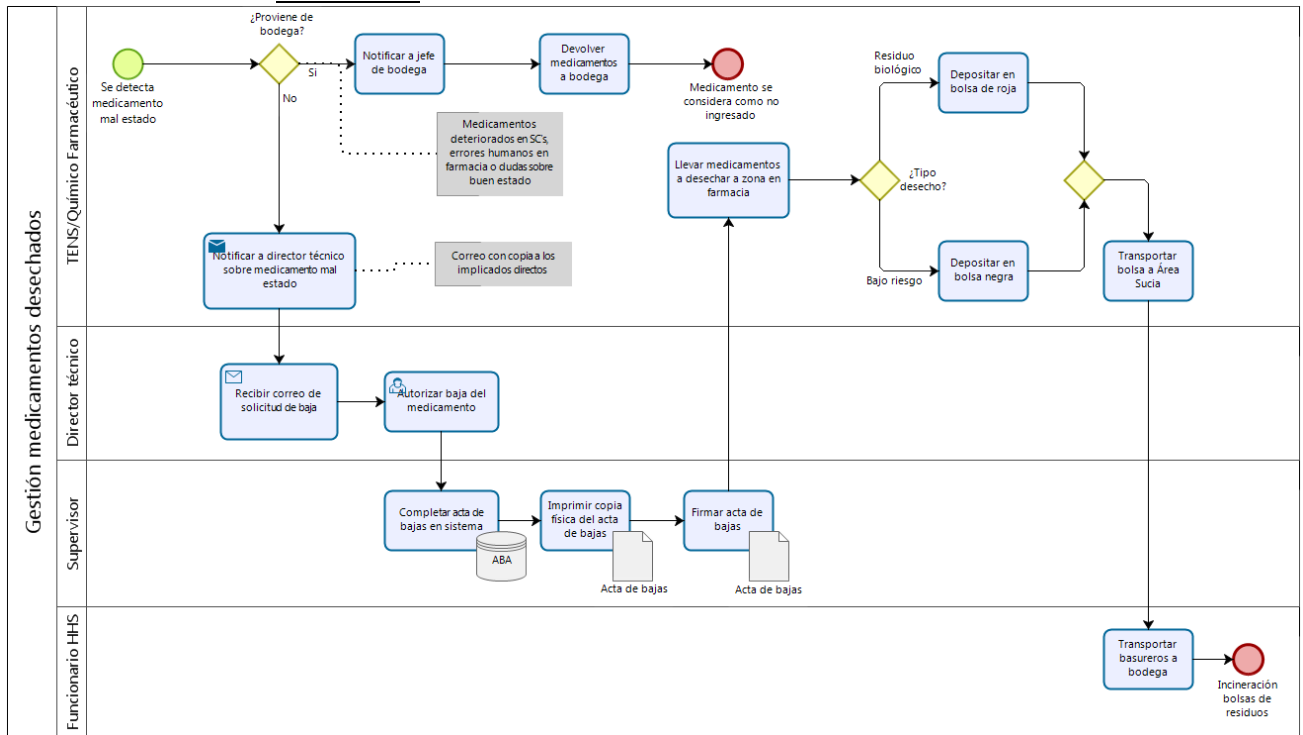 Gestión medicamentos desechados
TENS/Químico Farmacéutico
¿Proviene de
bodega?
Si
No
Se detecta
medicamento
mal estado
Notificar a jefe
de bodega
Devolver
medicamentos
a bodega
Medicamento se
considera como no
ingresado
Medicamentos
deteriorados en SC's,
errores humanos en
farmacia o dudas sobre
buen estado
Notificar a director
técnico
sobre medicamento mal
estado
Correo con copia a los
implicados directos
Llevar medicamentos
a desechar a zona en
farmacia
¿Tipo
desecho?
Residuo
biológico
Depositar en
bolsa de roja
Bajo riesgo
Depositar en
bolsa negra
Transportar
bolsa a Área
Sucia
Director técnico
Recibir correo de
solicitud de baja
Autorizar baja del
medicamento
Supervisor
Completar acta de
bajas en sistema
ABA
Imprimir copia
física del acta
de bajas
Acta de bajas
Firmar acta de
bajas
Acta de bajas
Funcionario HHS
Transportar
basureros a
bodega
Incineración
bolsas de
residuos